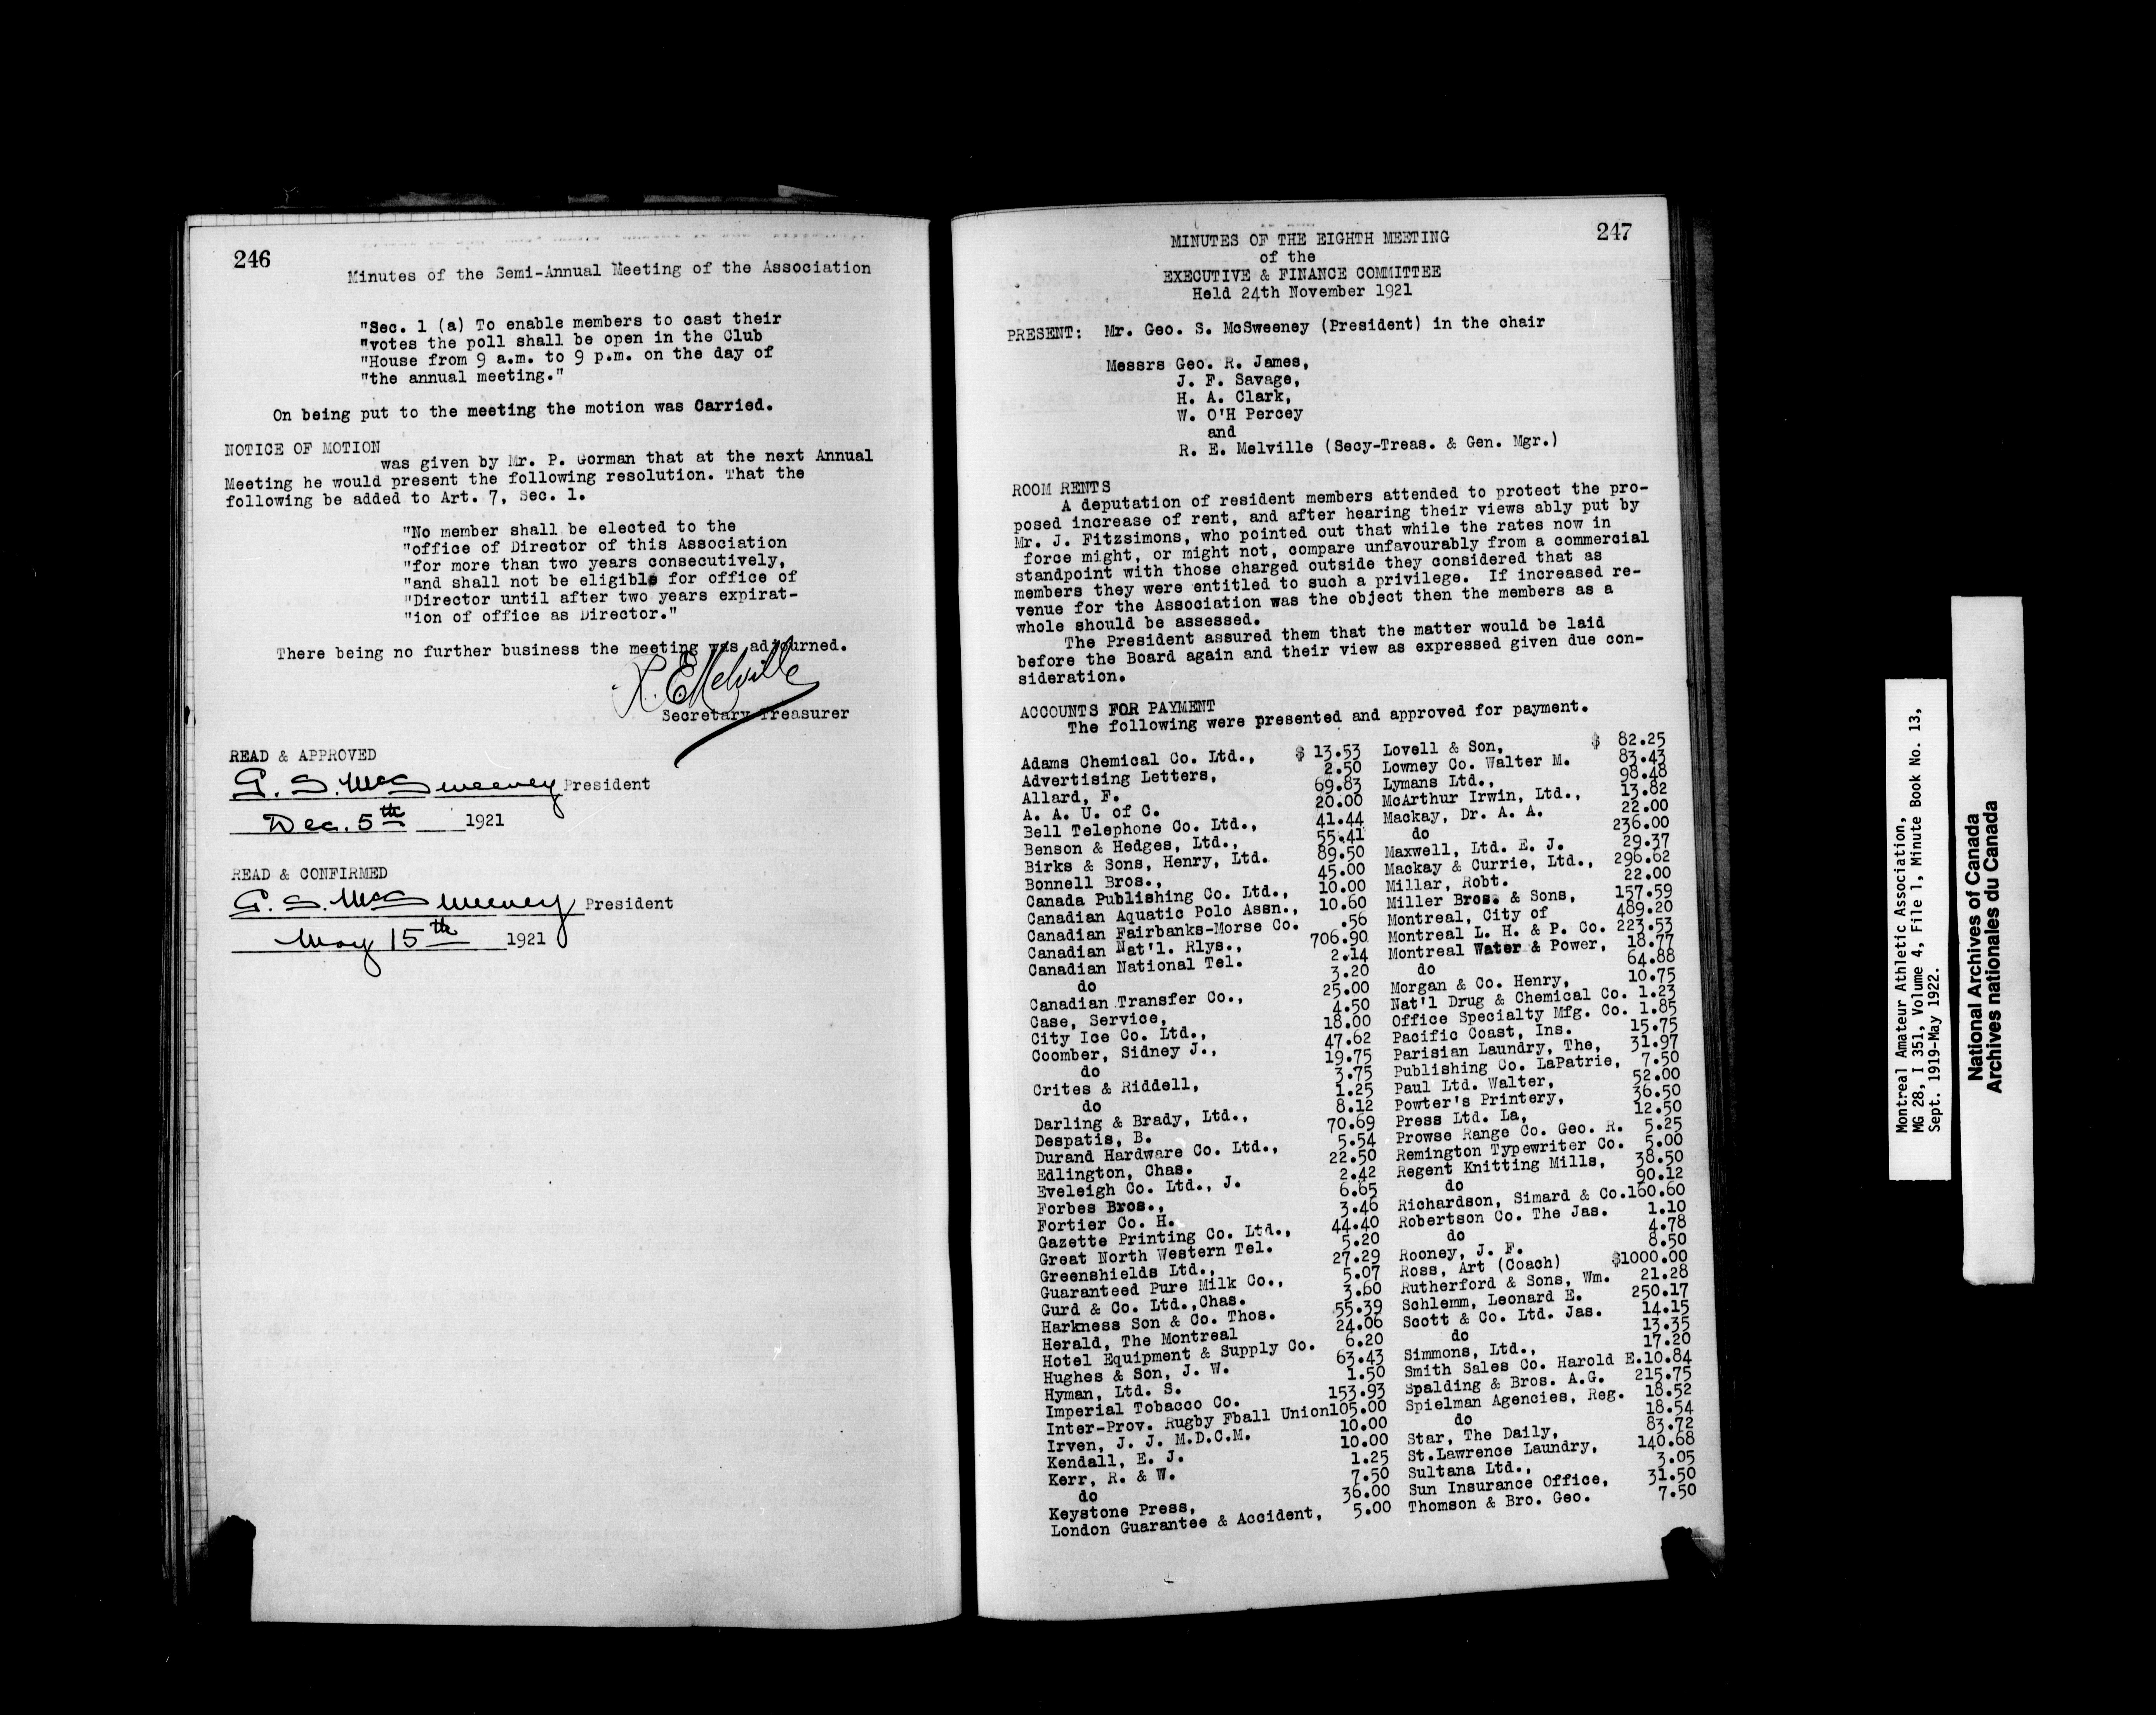 246
Minutes of the Semi-Annual Meeting of the Association
"Sec. 1 (a) To enable members to cast their
"votes the poll shall be open in the Club
"House from 9 a.m. to 9 p.m. on the day of
"the annual meeting."
On being put to the meeting the motion was Carried.
NOTICE OF MOTION
was given by Mr. P. Gorman that at the next Annual
Meeting he would present the following resolution. That the
following be added to Art. 7, Sec. 1.
"No member shall be elected to the
"office of Director of this Association
"for more than two years consecutively,
"and shall not be eligible for office of
"Director until after two years expirat-
"ion of office as Director."
There being no further business the meeting was adjourned.
R. E Melville
Secretary Treasurer
READ & APPROVED
G. S. McSweeney President
Dec. 5th 1921
READ & CONFIRMED
G. S. McSweeney President
May 15th 1921
247
MINUTES OF THE EIGHTH MEETING
of the
EXECUTIVE & FINANCE COMMITTEE
Held 24th November 1921
PRESENT: Mr. Geo. S. McSweeney (President) in the chair
Messrs Geo. R. James,
J. F. Savage,
H. A. Clark,
W. O'H Percey
and
R. E. Melville (Secy-Treas. & Gen. Mgr.)
ROOM RENTS
A deputation of resident members attended to protect the pro-
posed increase of rent, and after hearing their views ably put by
Mr. J. Fitzsimons, who pointed out that while the rates now in
force might, or might not, compare unfavourably from a commercial
standpoint with those charged outside they considered that as
members they were entitled to such a privilege. If increased re-
venue for the Association was the object then the members as a
whole should be assessed.
The President assured them that the matter would be laid
before the Board again and their view as expressed given due con-
sideration.
ACCOUNTS FOR PAYMENT
The following were presented and approved for payment.
Adams Chemical Co. Ltd., $ 13.53 Lovell & Son, $ 82.25
Advertising Letters, 2.50 Lowney Co. Walter M. 83.43
Allard, F. 69.83 Lymans Ltd., 98.48
A. A. U. of C. 20.00 McArthur Irwin, Ltd., 13.82
Bell Telephone Co. Ltd., 41.44 Mackay, Dr. A. A. 22.00
Benson & Hedges, Ltd., 55.41 do 236.00
Birks & Sons, Henry, Ltd. 89.50 Maxwell, Ltd. E. J. 29.37
Bonnell Bros., 45.00 Mackay & Currie, Ltd., 296.62
Canada Publishing Co. Ltd., 10.00 Millar, Robt. 22.00
Canadian Aquatic Polo Assn., 10.60 Miller Bros. & Sons, 157.59
Canadian Fairbanks-Morse Co. .56 Montreal, City of 489.20
Canadian Nat'l. Rlys., 706.90 Montreal L. H. & P. Co. 223.53
Canadian National Tel. 2.14 Montreal Water & Power, 18.77
do 3.20 do 64.88
Canadian Transfer Co., 25.00 Morgan & Co. Henry, 10.75
Case, Service, 4.50 Nat'l Drug & Chemical Co. 1.23
City Ice Co. Ltd., 18.00 Office Specialty Mfg. Co. 1.85
Coomber, Sidney J., 47.62 Pacific Coast, Ins. 15.75
do 19.75 Parisian Laundry, The, 31.97
Crites & Riddell, 3.75 Publishing Co. LaPatrie, 7.50
do 1.25 Paul Ltd. Walter, 52.00
Darling & Brady, Ltd., 8.12 Powter's Printery, 36.50
Despatis, B. 70.69 Press Ltd. La, 12.50
Durand Hardware Co. Ltd., 5.54 Prowse Range Co. Geo. R. 5.25
Edlington, Chas. 22.50 Remington Typewriter Co. 5.00
Eveleigh Co. Ltd., J. 2.42 Regent Knitting Mills, 38.50
Forbes Bros., 6.65 do 90.12
Fortier Co. H. 3.46 Richardson, Simard & Co.160.60
Gazette Printing Co. Ltd., 44.40 Robertson Co. The Jas. 1.10
Great North Western Tel. 5.20 do 4.78
Greenshields Ltd., 27.29 Rooney, J. F. 8.50
Guaranteed Pure Milk Co., 5.07 Ross, Art (Coach) $1000.00
Gurd & Co. Ltd.,Chas. 3.60 Rutherford & Sons, Wm. 21.28
Harkness Son & Co. Thos. 55.39 Schlemm, Leonard E. 250.17
Herald, The Montreal 24.06 Scott & Co. Ltd. Jas. 14.15
Hotel Equipment & Supply Co. 6.20 do 13.35
Hughes & Son, J. W. 63.43 Simmons, Ltd., 17.20
Hyman, Ltd. S. 1.50 Smith Sales Co. Harold E.10.84
Imperial Tobacco Co. 153.93 Spalding & Bros. A.G. 215.75
Inter-Prov. Rugby Fball Union105.00 Spielman Agencies, Reg. 18.52
Irven, J. J. M.D.C.M. 10.00 do 18.54
Kendall, E. J. 10.00 Star, The Daily, 83.72
Kerr, R. & W. 1.25 St.Lawrence Laundry, 140.68
do 7.50 Sultana Ltd., 3.05
Keystone Press, 36.00 Sun Insurance Office, 31.50
London Guarantee & Accident, 5.00 Thomson & Bro. Geo. 7.50
Montreal Amateur Athletic Association,
MG 28, I 351, Volume 4, File 1, Minute Book No. 13,
Sept. 1919-May 1922.
National Archives of Canada
Archives nationales du Canada